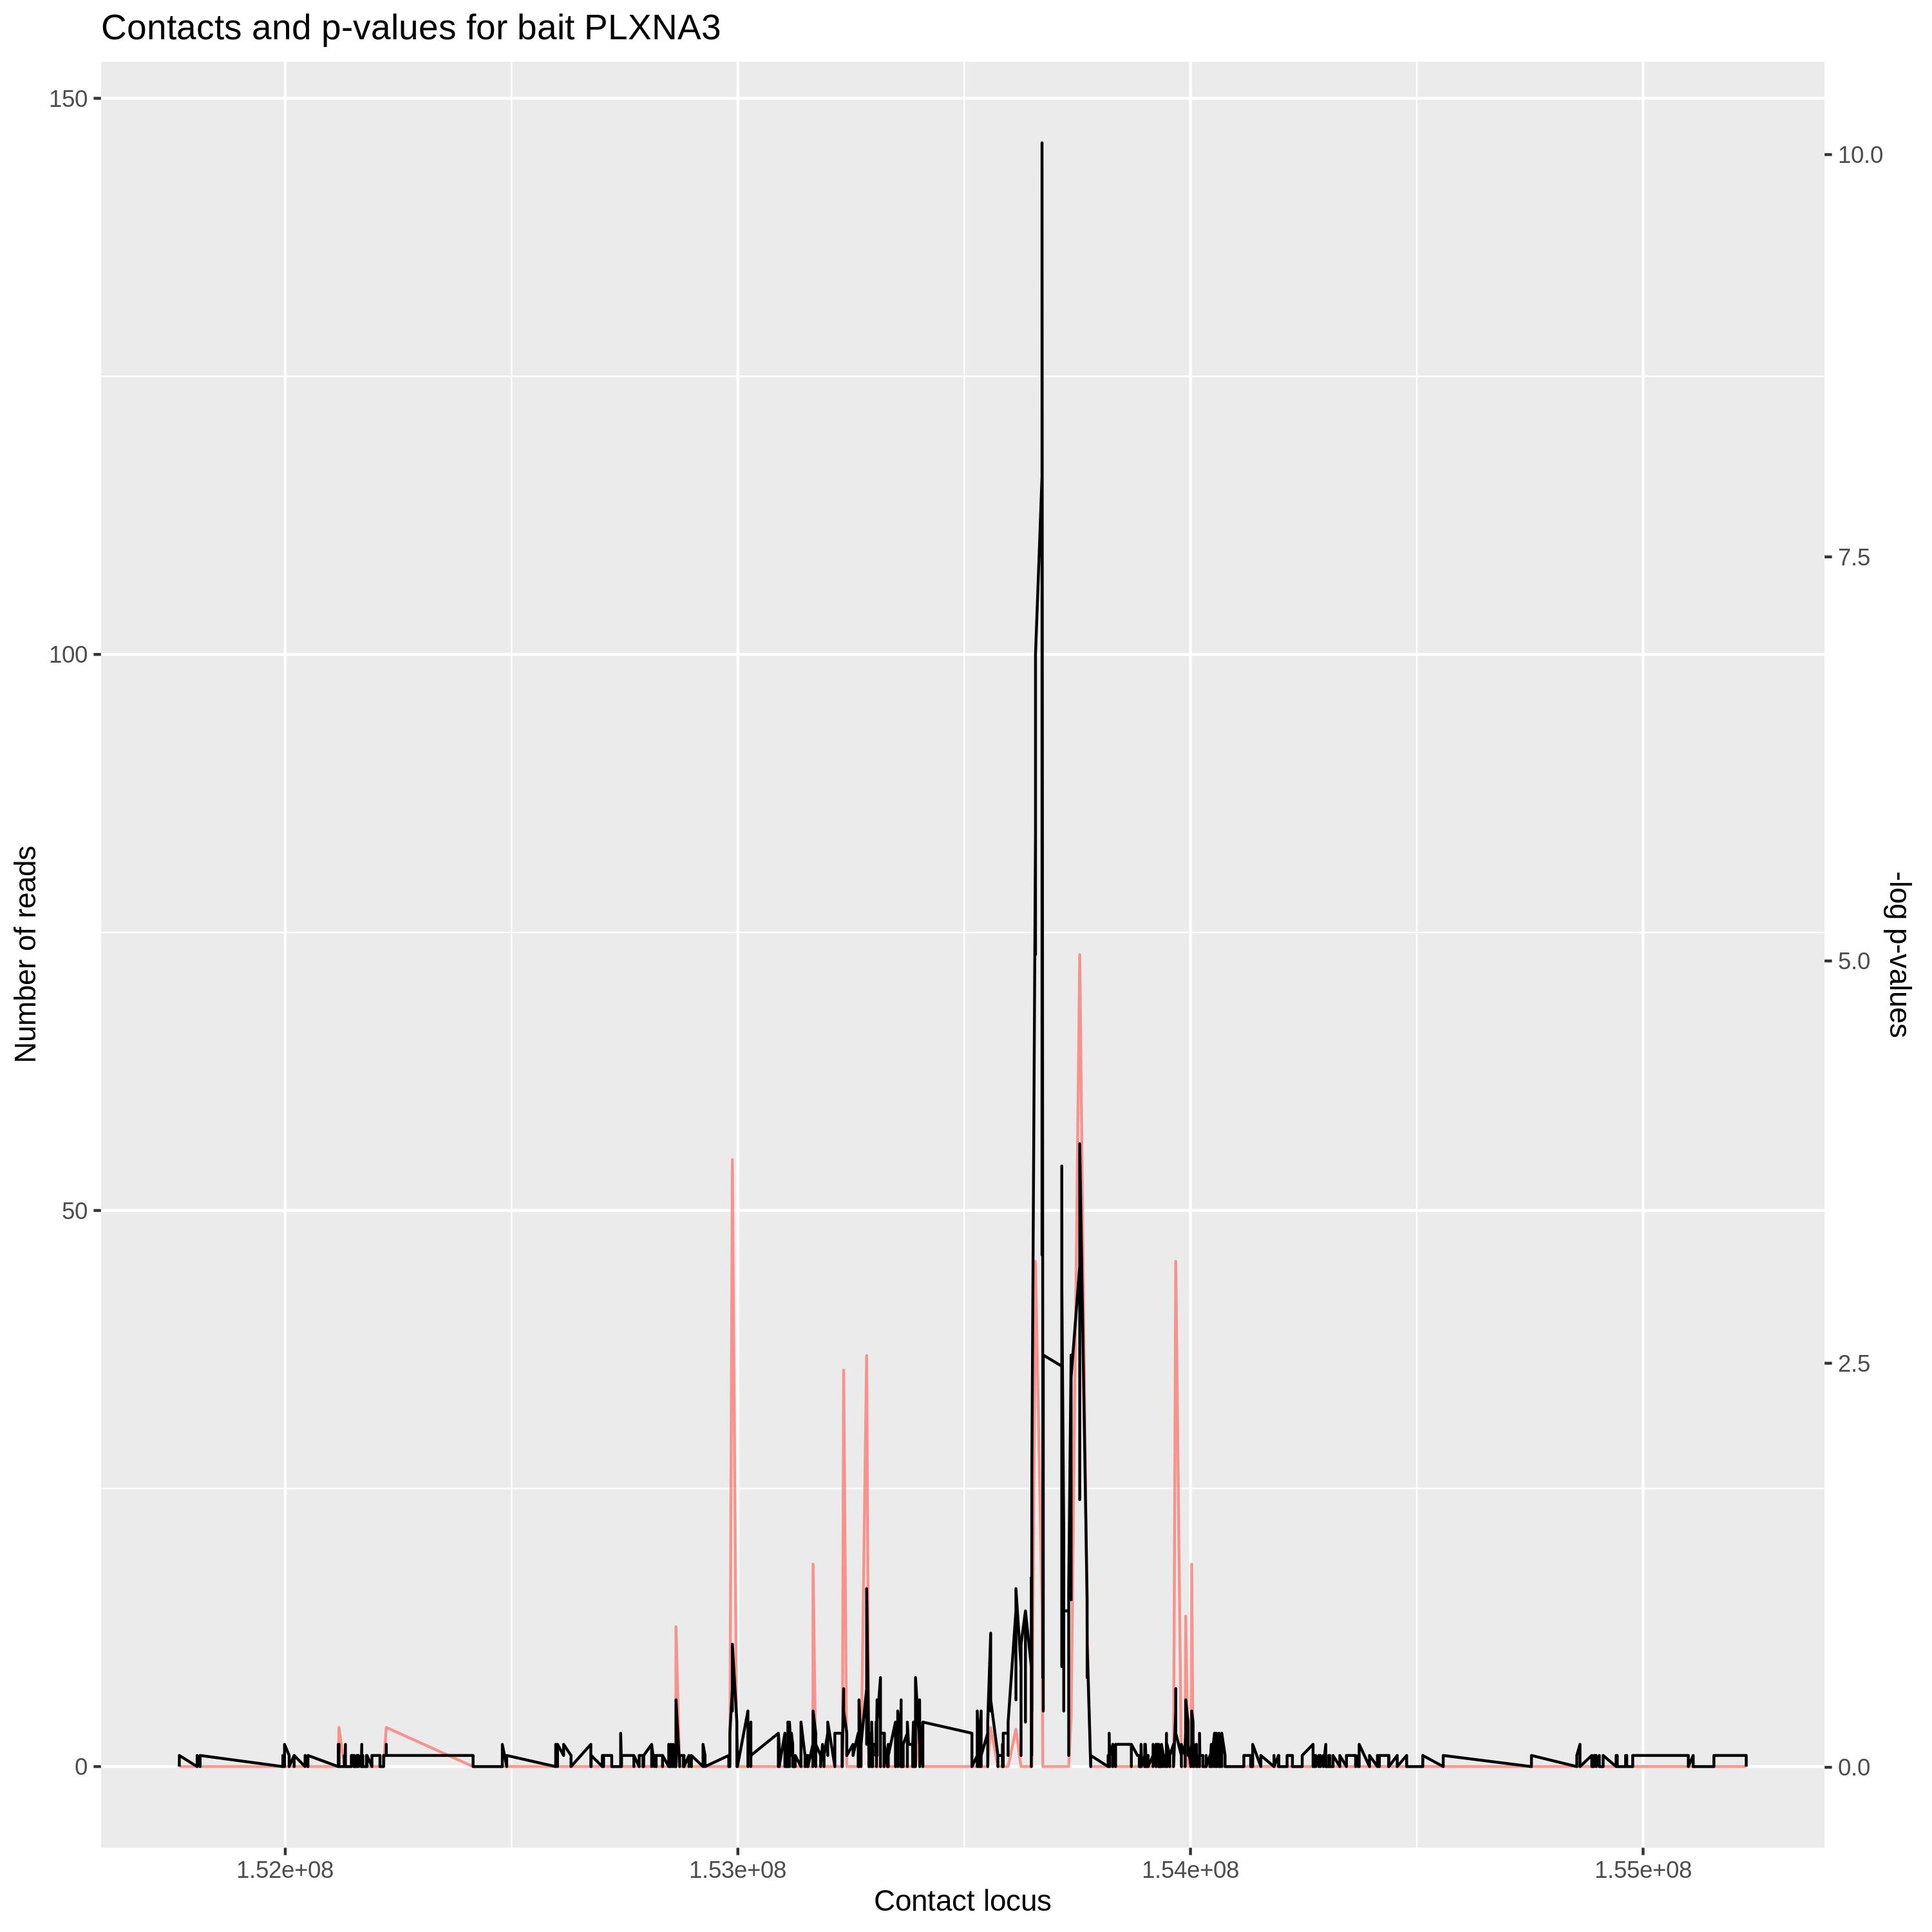 Contacts and p-values for bait PLXNA3
150
100
50
0
Number of reads
10.0
7.5
5.0
2.5
0.0
-log p-values
1.52e+08
1.53e+08
1.54e+08
1.55e+08
Contact locus